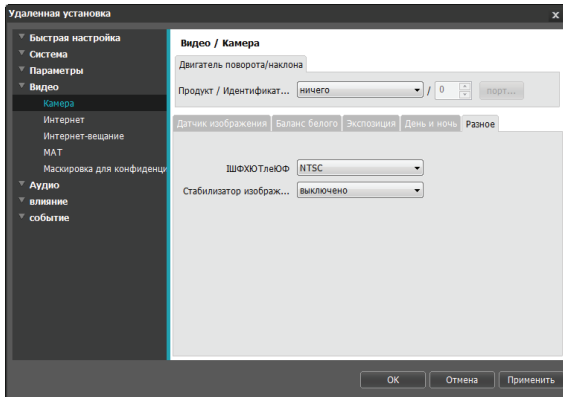 Удаленная установка
x
Быстрая настройка
Система
Параметры
Видео
Камера
Интернет
Интернет-вещание
MAT
Маскировка для конфиденци
Аудио
влияние
событие
Видео / Камера
Двигатель поворота/наклона
Продукт / Идентификат... ничего / 0 порт...
Датчик изображения Баланс белого Экспозиция День и ночь Разное
ІШФХЮТлеЮФ NTSC
Стабилизатор изображ... выключено
OK Отмена Применить